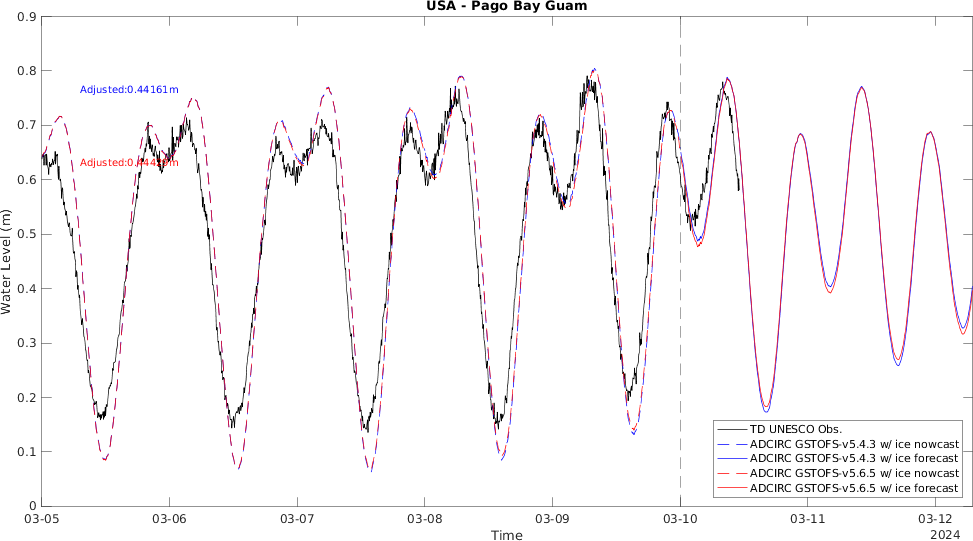 USA - Pago Bay Guam
0.9
0.8
0.7
0.6
0.5
0.4
0.3
0.2
0.1
0
Water Level (m)
Adjusted:0.44161m
03-05
03-06
03-07
03-08
03-09
03-10
03-11
03-12
2024
Time
TD UNESCO Obs.
ADCIRC GSTOFS-v5.4.3 w/ ice nowcast
ADCIRC GSTOFS-v5.4.3 w/ ice forecast
ADCIRC GSTOFS-v5.6.5 w/ ice nowcast
ADCIRC GSTOFS-v5.6.5 w/ ice forecast